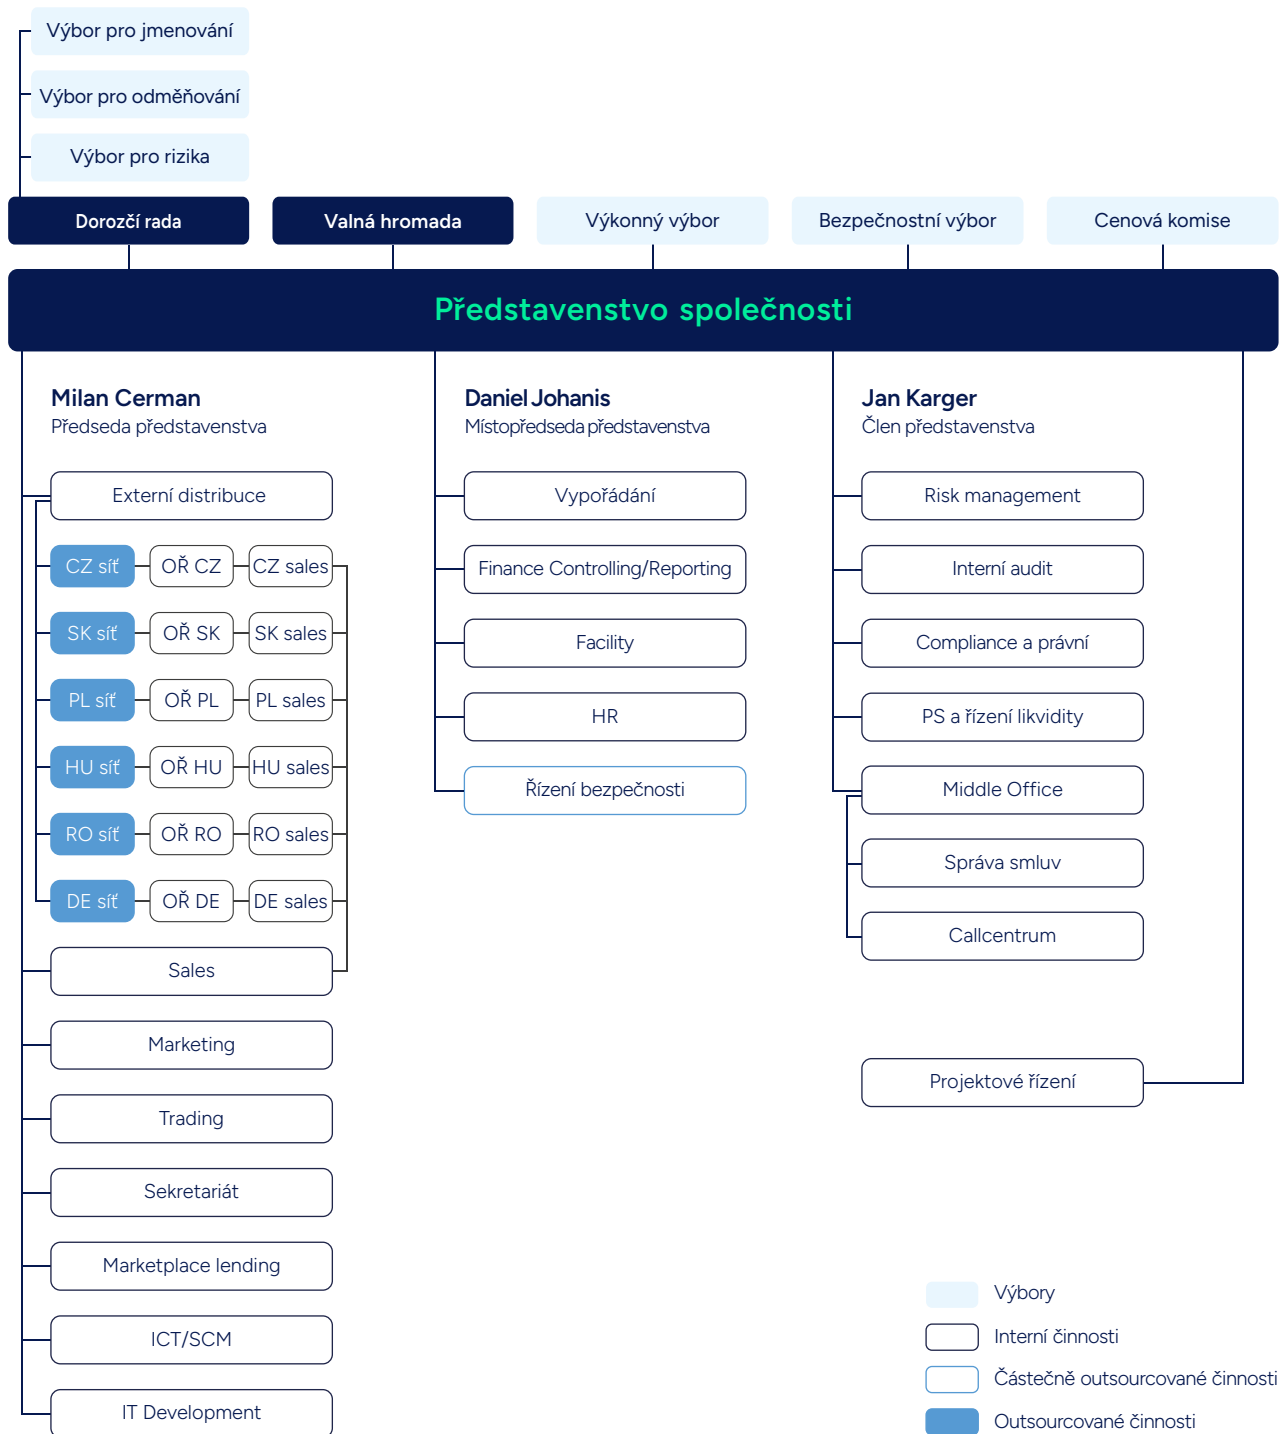 Výbor pro jmenování
Výbor pro odměňování
Výbor pro rizika
Dorozčí rada
Valná hromada
Výkonný výbor
Bezpečnostní výbor
Cenová komise
Představenstvo společnosti
Milan Cerman
Předseda představenstva
Externí distribuce
CZ síť
OŘ CZ
CZ sales
SK síť
OŘ SK
SK sales
PL síť
OŘ PL
PL sales
HU síť
OŘ HU
HU sales
RO síť
OŘ RO
RO sales
DE síť
OŘ DE
DE sales
Sales
Marketing
Trading
Sekretariát
Marketplace lending
ICT/SCM
IT Development
Daniel Johanis
Místopředseda představenstva
Vypořádání
Finance Controlling/Reporting
Facility
HR
Řízení bezpečnosti
Jan Karger
Člen představenstva
Risk management
Interní audit
Compliance a právní
PS a řízení likvidity
Middle Office
Správa smluv
Callcentrum
Projektové řízení
Výbory
Interní činnosti
Částečně outsourcované činnosti
Outsourcované činnosti